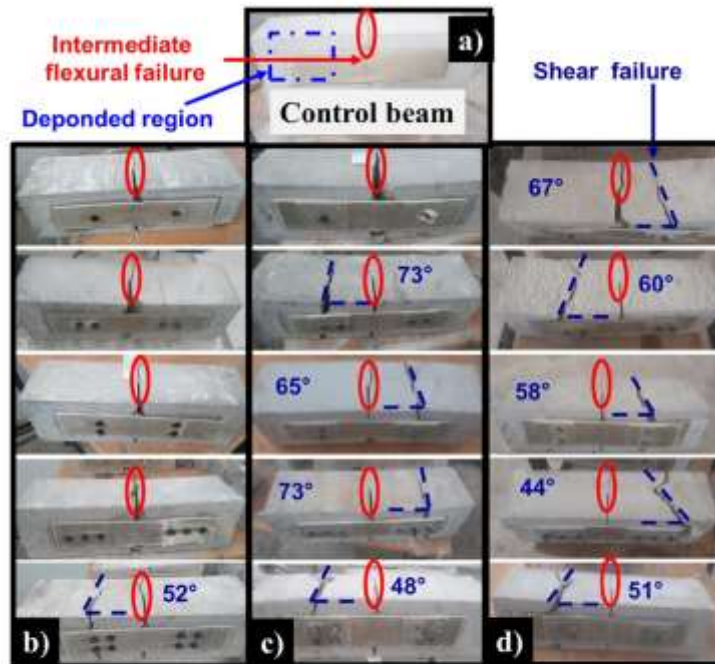 a)
Intermediate
flexural failure
Deponded region
Control beam
Shear failure
67°
73°
60°
65°
58°
73°
44°
52°
48°
51°
b)
c)
d)